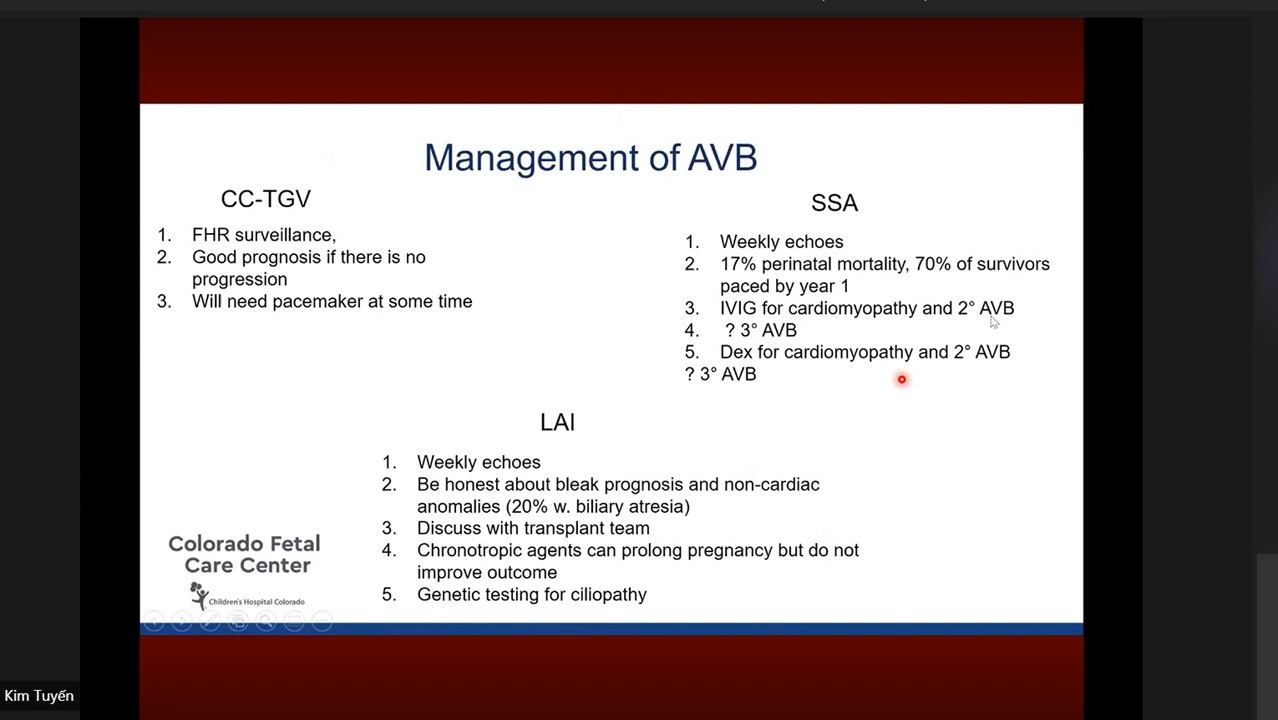 Management of AVB
CC-TGV
1. FHR surveillance,
2. Good prognosis if there is no
progression
3. Will need pacemaker at some time
SSA
1. Weekly echoes
2. 17% perinatal mortality, 70% of survivors
paced by year 1
3. IVIG for cardiomyopathy and 2° AVB
4. ? 3° AVB
5. Dex for cardiomyopathy and 2° AVB
? 3° AVB
LAI
1. Weekly echoes
2. Be honest about bleak prognosis and non-cardiac
anomalies (20% w. biliary atresia)
3. Discuss with transplant team
4. Chronotropic agents can prolong pregnancy but do not
improve outcome
5. Genetic testing for ciliopathy
Colorado Fetal
Care Center
Children's Hospital Colorado
Kim Tuyến